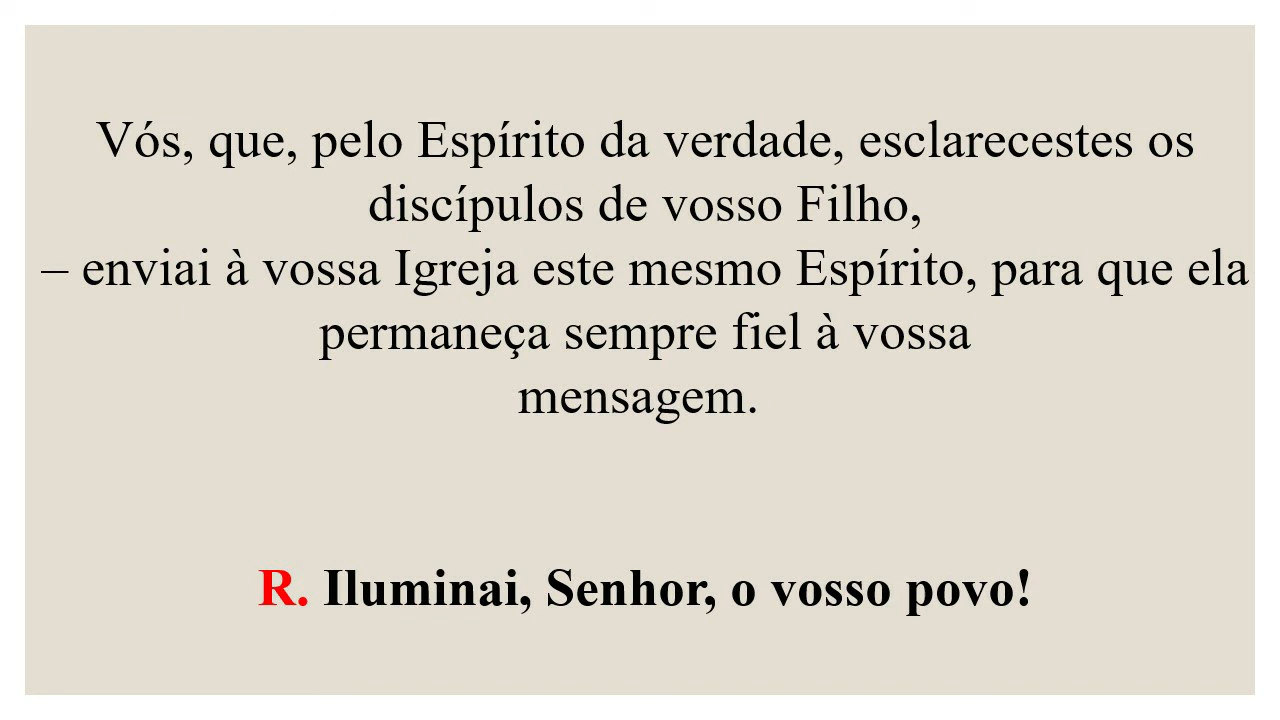 Vós, que, pelo Espírito da verdade, esclarecestes os
discípulos de vosso Filho,
– enviai à vossa Igreja este mesmo Espírito, para que ela
permaneça sempre fiel à vossa
mensagem.
R. Iluminai, Senhor, o vosso povo!